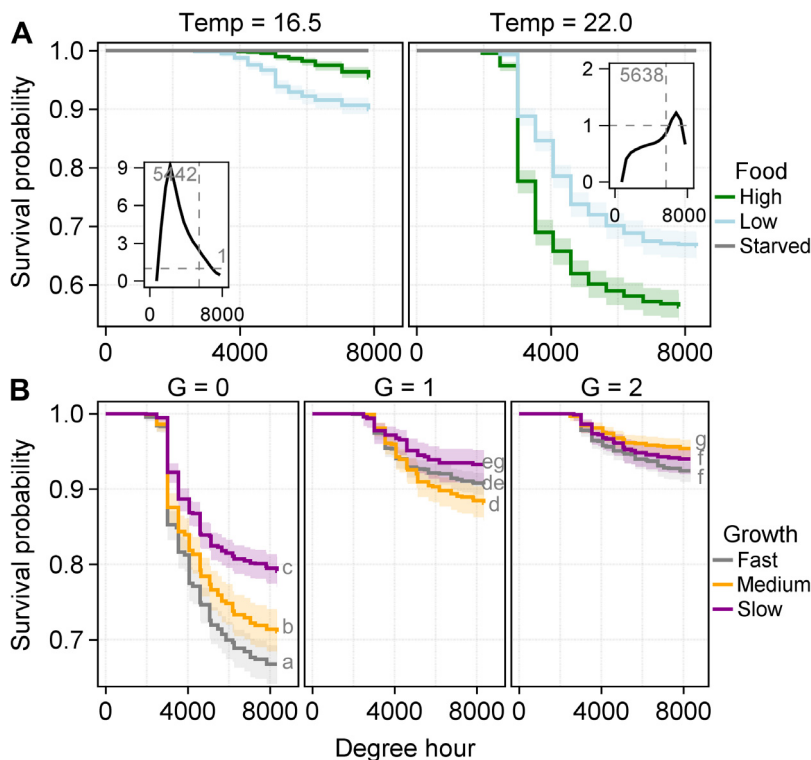 A
Temp = 16.5
Temp = 22.0
Survival probability
1.0
0.9
0.8
0.7
0.6
0
4000
8000
0
4000
8000
9
6
3
0
0
8000
5442
1
2
1
0
0
8000
5638
Food
High
Low
Starved
B
G = 0
G = 1
G = 2
Survival probability
1.0
0.9
0.8
0.7
c
b
a
eg
de
d
g
f
f
0
4000
8000
0
4000
8000
0
4000
8000
Degree hour
Growth
Fast
Medium
Slow